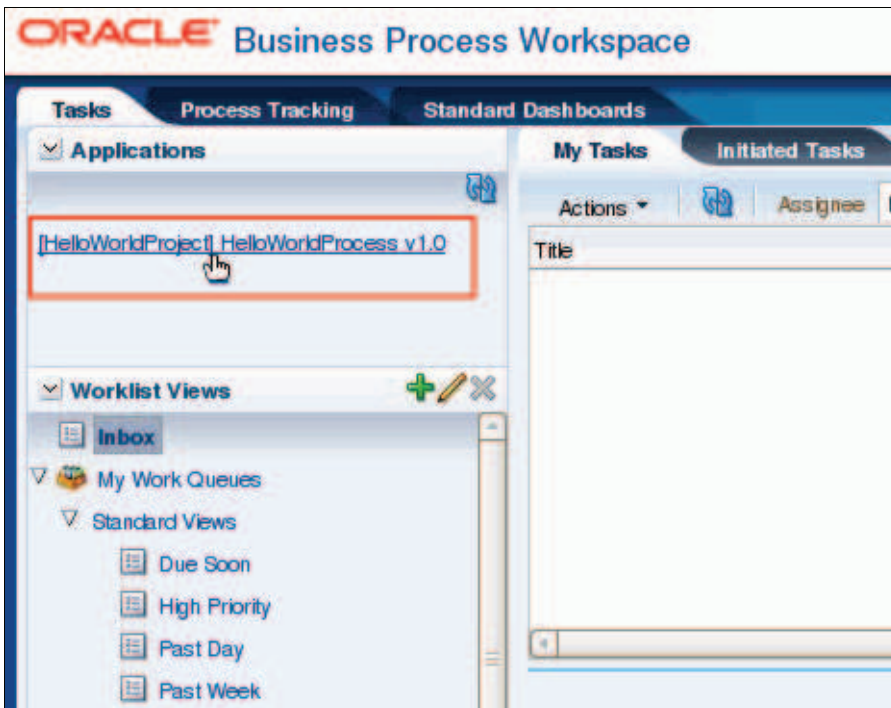 ORACLE Business Process Workspace
Tasks Process Tracking Standard Dashboards
Applications
My Tasks Initiated Tasks
Actions Assignee
[HelloWorldProject] HelloWorldProcess v1.0
Title
Worklist Views
Inbox
My Work Queues
Standard Views
Due Soon
High Priority
Past Day
Past Week